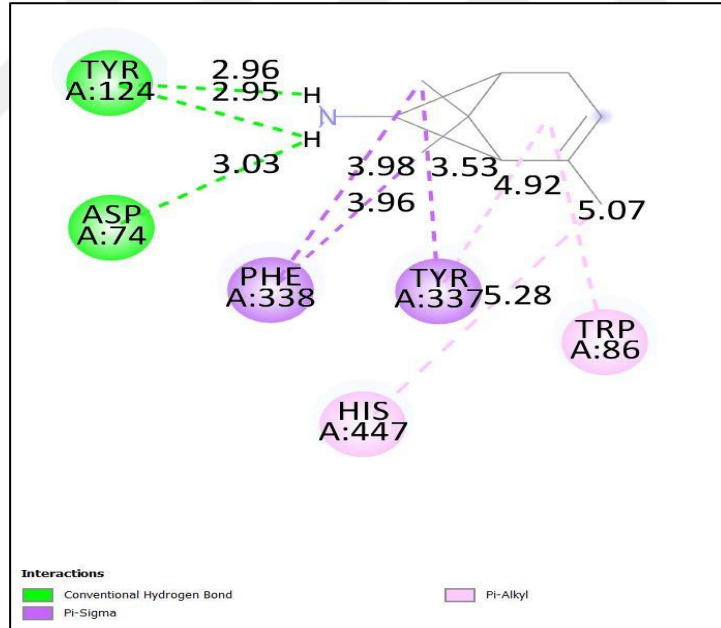 TYR
A:124
2.96
2.95
H
N
H
3.03
ASP
A:74
3.98
3.53
3.96
4.92
5.07
PHE
A:338
TYR
A:337
5.28
TRP
A:86
HIS
A:447
Interactions
Conventional Hydrogen Bond
Pi-Sigma
Pi-Alkyl